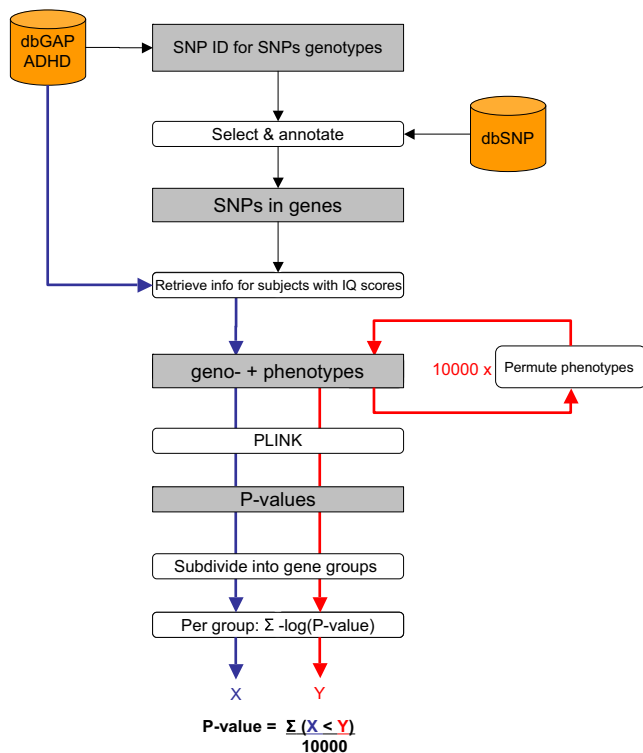 dbGAP
ADHD
SNP ID for SNPs genotypes
Select & annotate
dbSNP
SNPs in genes
Retrieve info for subjects with IQ scores
geno- + phenotypes
10000 x
Permute phenotypes
PLINK
P-values
Subdivide into gene groups
Per group: Σ -log(P-value)
X
Y
P-value = Σ (X < Y)
10000